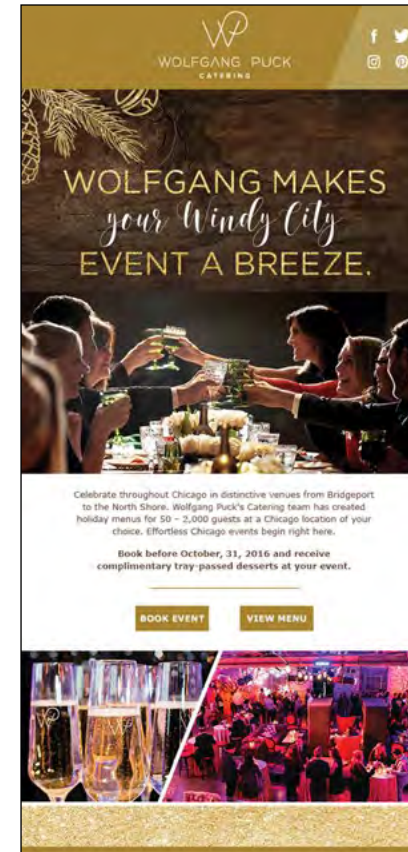 WP
WOLFGANG PUCK
CATERING
WOLFGANG MAKES
your Windy City
EVENT A BREEZE.
Celebrate throughout Chicago in distinctive venues from Bridgeport
to the North Shore. Wolfgang Puck's Catering team has created
holiday menus for 50 – 2,000 guests at a Chicago location of your
choice. Effortless Chicago events begin right here.
Book before October, 31, 2016 and receive
complimentary tray-passed desserts at your event.
BOOK EVENT
VIEW MENU